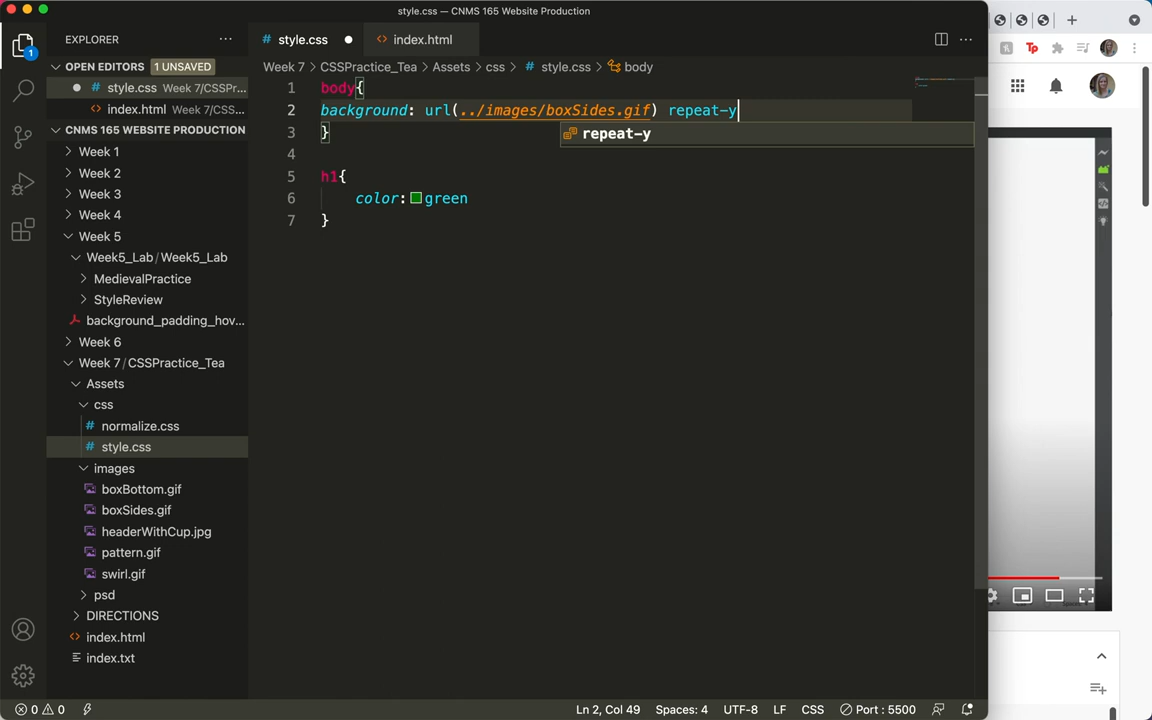 style.css — CNMS 165 Website Production
EXPLORER
style.css
index.html
OPEN EDITORS 1 UNSAVED
Week 7 > CSSPractice_Tea > Assets > css > # style.css > body
style.css Week 7/CSSPr...
index.html Week 7/CSS...
CNMS 165 WEBSITE PRODUCTION
Week 1
Week 2
Week 3
Week 4
Week 5
Week5_Lab/Week5_Lab
MedievalPractice
StyleReview
background_padding_hov...
Week 6
Week 7/CSSPractice_Tea
Assets
css
# normalize.css
# style.css
images
boxBottom.gif
boxSides.gif
headerWithCup.jpg
pattern.gif
swirl.gif
psd
DIRECTIONS
index.html
index.txt
1 body{
2 background: url(../images/boxSides.gif) repeat-y
repeat-y
3 }
4
5 h1{
6 color: green
7 }
1
Tp
0 0
Ln 2, Col 49
Spaces: 4
UTF-8
LF
CSS
Port : 5500